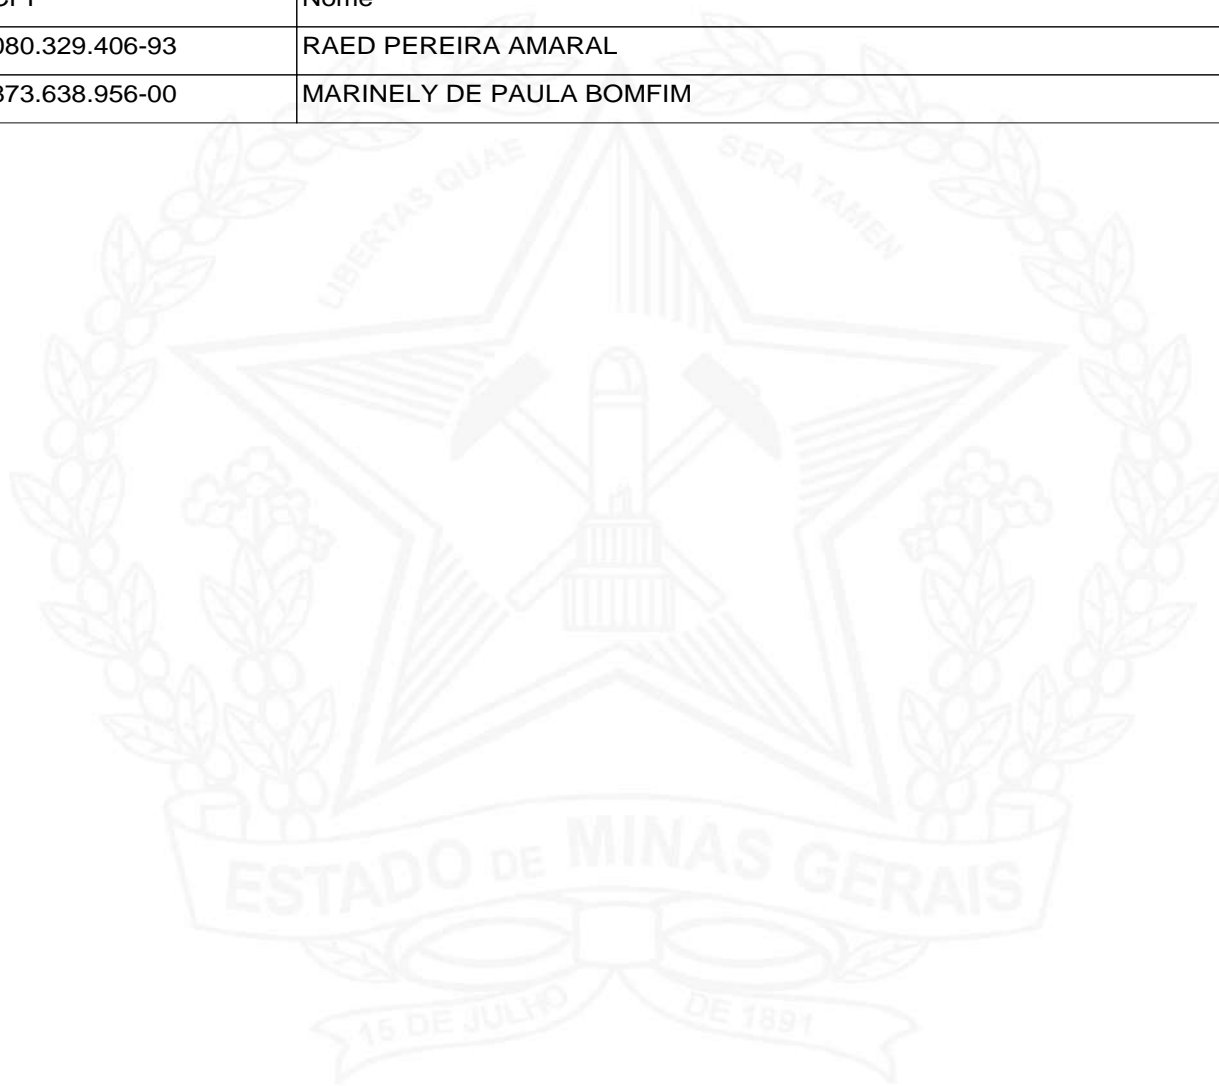 Nome
080.329.406-93 RAED PEREIRA AMARAL
873.638.956-00 MARINELY DE PAULA BOMFIM
LIBERTAS QUAE SERA TAMEN
ESTADO DE MINAS GERAIS
15 DE JULHO DE 1891